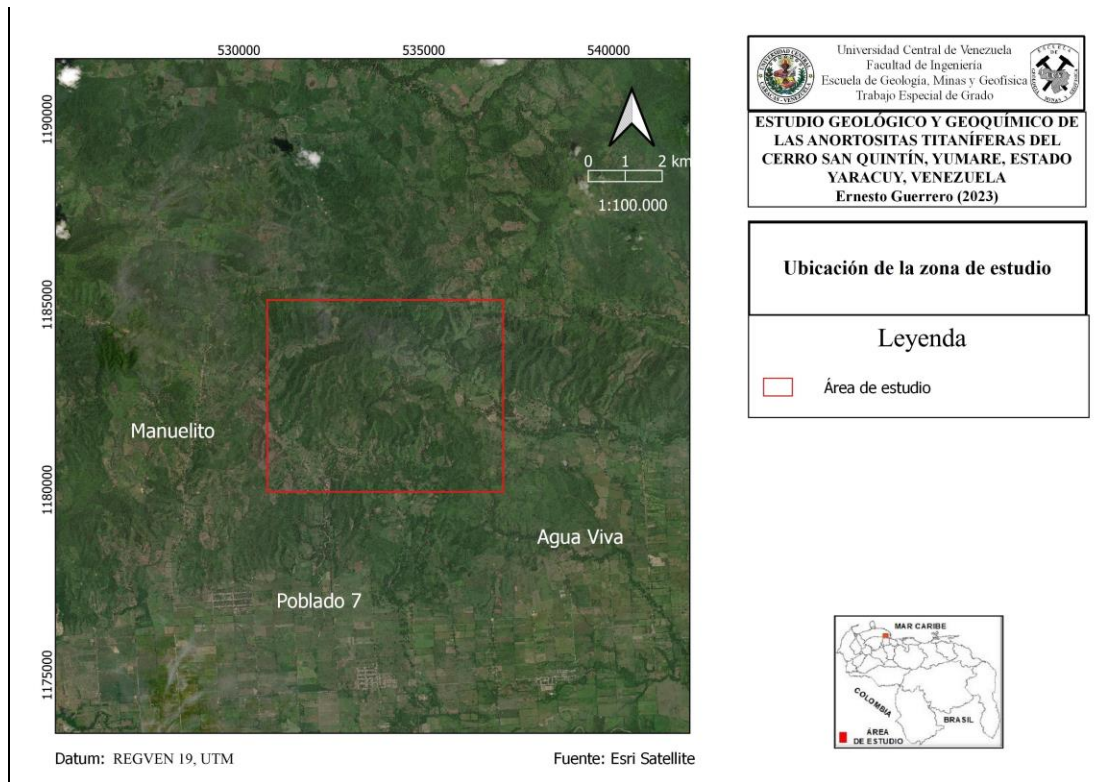 530000
535000
540000
1190000
1185000
1180000
1175000
0 1 2 km
1:100.000
Manuelito
Agua Viva
Poblado 7
Datum: REGVEN 19, UTM
Fuente: Esri Satellite
Universidad Central de Venezuela
Facultad de Ingeniería
Escuela de Geología, Minas y Geofísica
Trabajo Especial de Grado
ESTUDIO GEOLÓGICO Y GEOQUÍMICO DE
LAS ANORTOSITAS TITANÍFERAS DEL
CERRO SAN QUINTÍN, YUMARE, ESTADO
YARACUY, VENEZUELA
Ernesto Guerrero (2023)
Ubicación de la zona de estudio
Leyenda
Área de estudio
MAR CARIBE
COLOMBIA
BRASIL
ÁREA
DE ESTUDIO